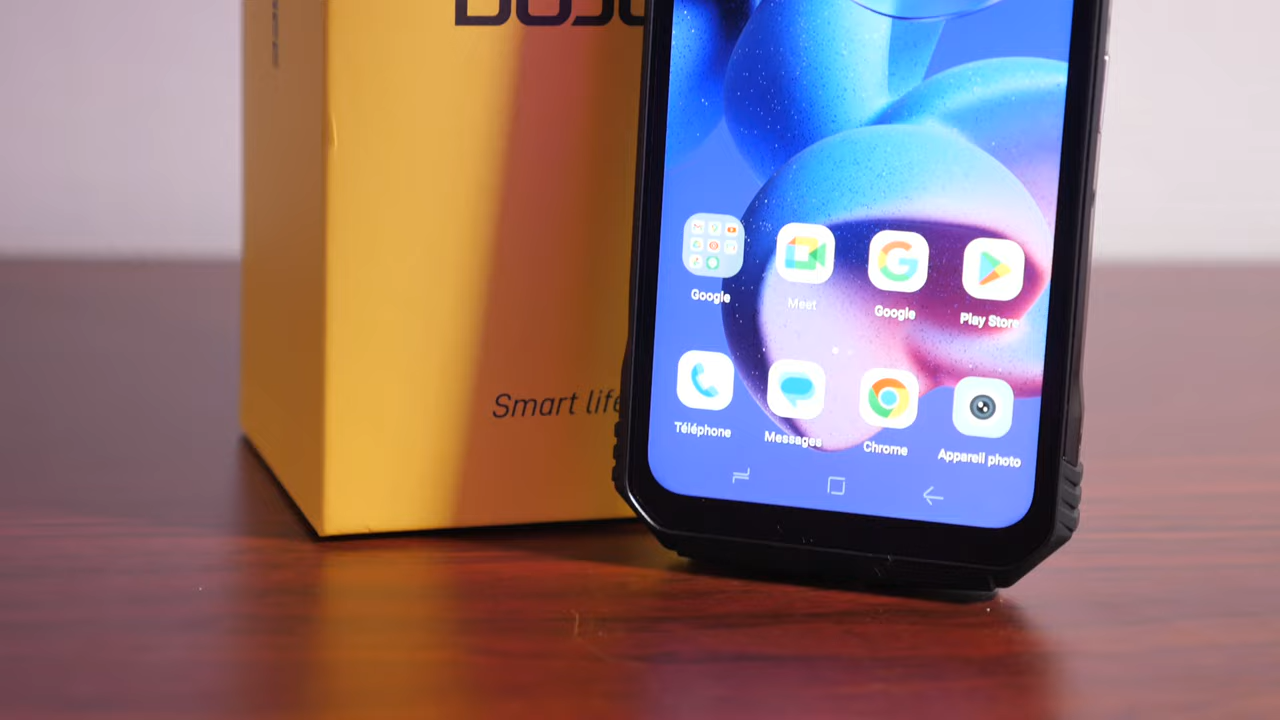 Smart life
Google
Meet
Google
Play Store
Téléphone
Messages
Chrome
Appareil photo